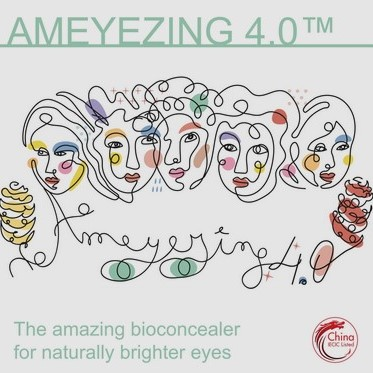 AMEYEZING 4.0™
Ameyezing 4.0
The amazing bioconcealer
for naturally brighter eyes
China
IECIC Listed